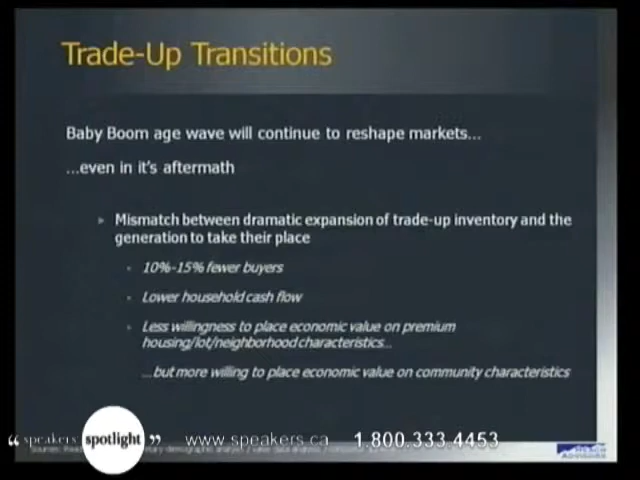 Trade-Up Transitions
Baby Boom age wave will continue to reshape markets...
...even in it's aftermath
Mismatch between dramatic expansion of trade-up inventory and the
generation to take their place
10%-15% fewer buyers
Lower household cash flow
Less willingness to place economic value on premium
housing/lot/neighborhood characteristics...
...but more willing to place economic value on community characteristics
“ speakers' spotlight ” www.speakers.ca 1.800.333.4453
ADVISORS